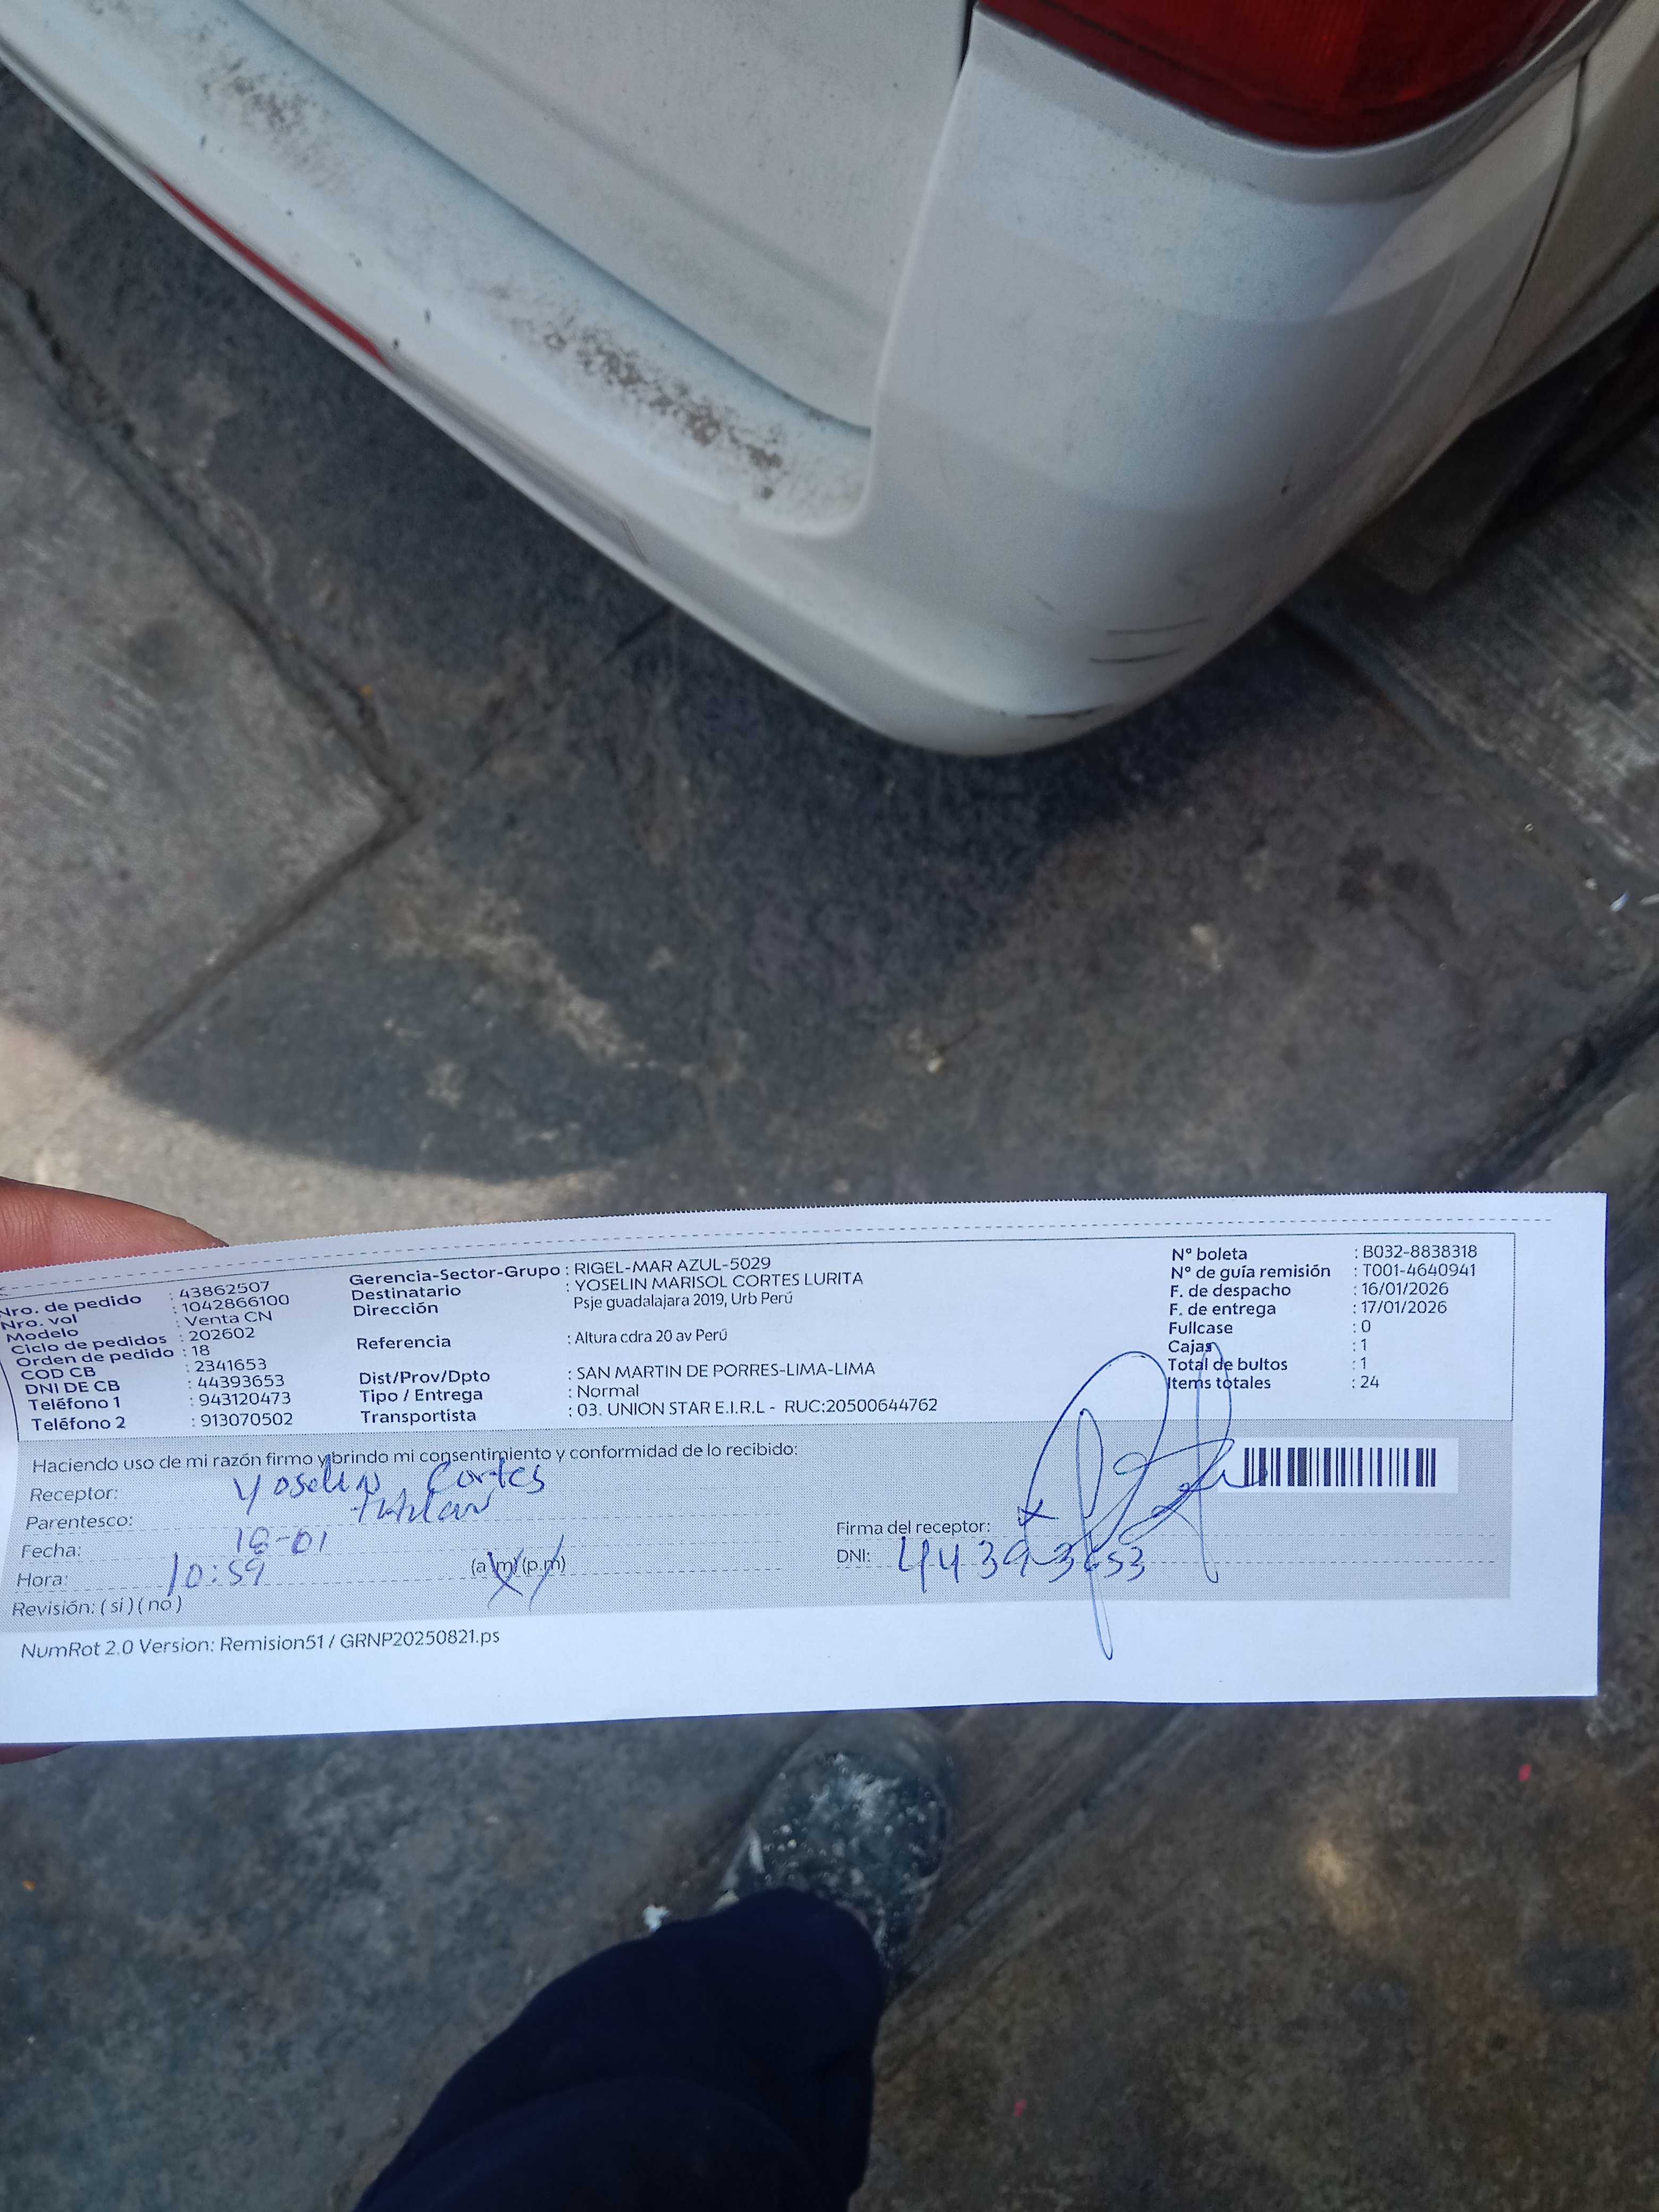 Nro. de pedido : 43862507
Nro. vol : 1042866100
Modelo : Venta CN
Ciclo de pedidos : 202602
Orden de pedido : 18
COD CB : 2341653
DNI DE CB : 44393653
Teléfono 1 : 943120473
Teléfono 2 : 913070502
Gerencia-Sector-Grupo : RIGEL-MAR AZUL-5029
Destinatario : YOSELIN MARISOL CORTES LURITA
Dirección Psje guadalajara 2019, Urb Perú
Referencia : Altura cdra 20 av Perú
Dist/Prov/Dpto : SAN MARTIN DE PORRES-LIMA-LIMA
Tipo / Entrega : Normal
Transportista : 03. UNION STAR E.I.R.L - RUC:20500644762
Nº boleta : B032-8838318
Nº de guía remisión : T001-4640941
F. de despacho : 16/01/2026
F. de entrega : 17/01/2026
Fullcase : 0
Cajas : 1
Total de bultos : 1
Items totales : 24
Haciendo uso de mi razón firmo y brindo mi consentimiento y conformidad de lo recibido:
Receptor: Yoselin Cortes
Parentesco:
Fecha: 18-01
Hora: 10:59 (a.m) (p.m)
Revisión: ( si ) ( no )
Firma del receptor:
DNI: 44393653
NumRot 2.0 Version: Remision51 / GRNP20250821.ps